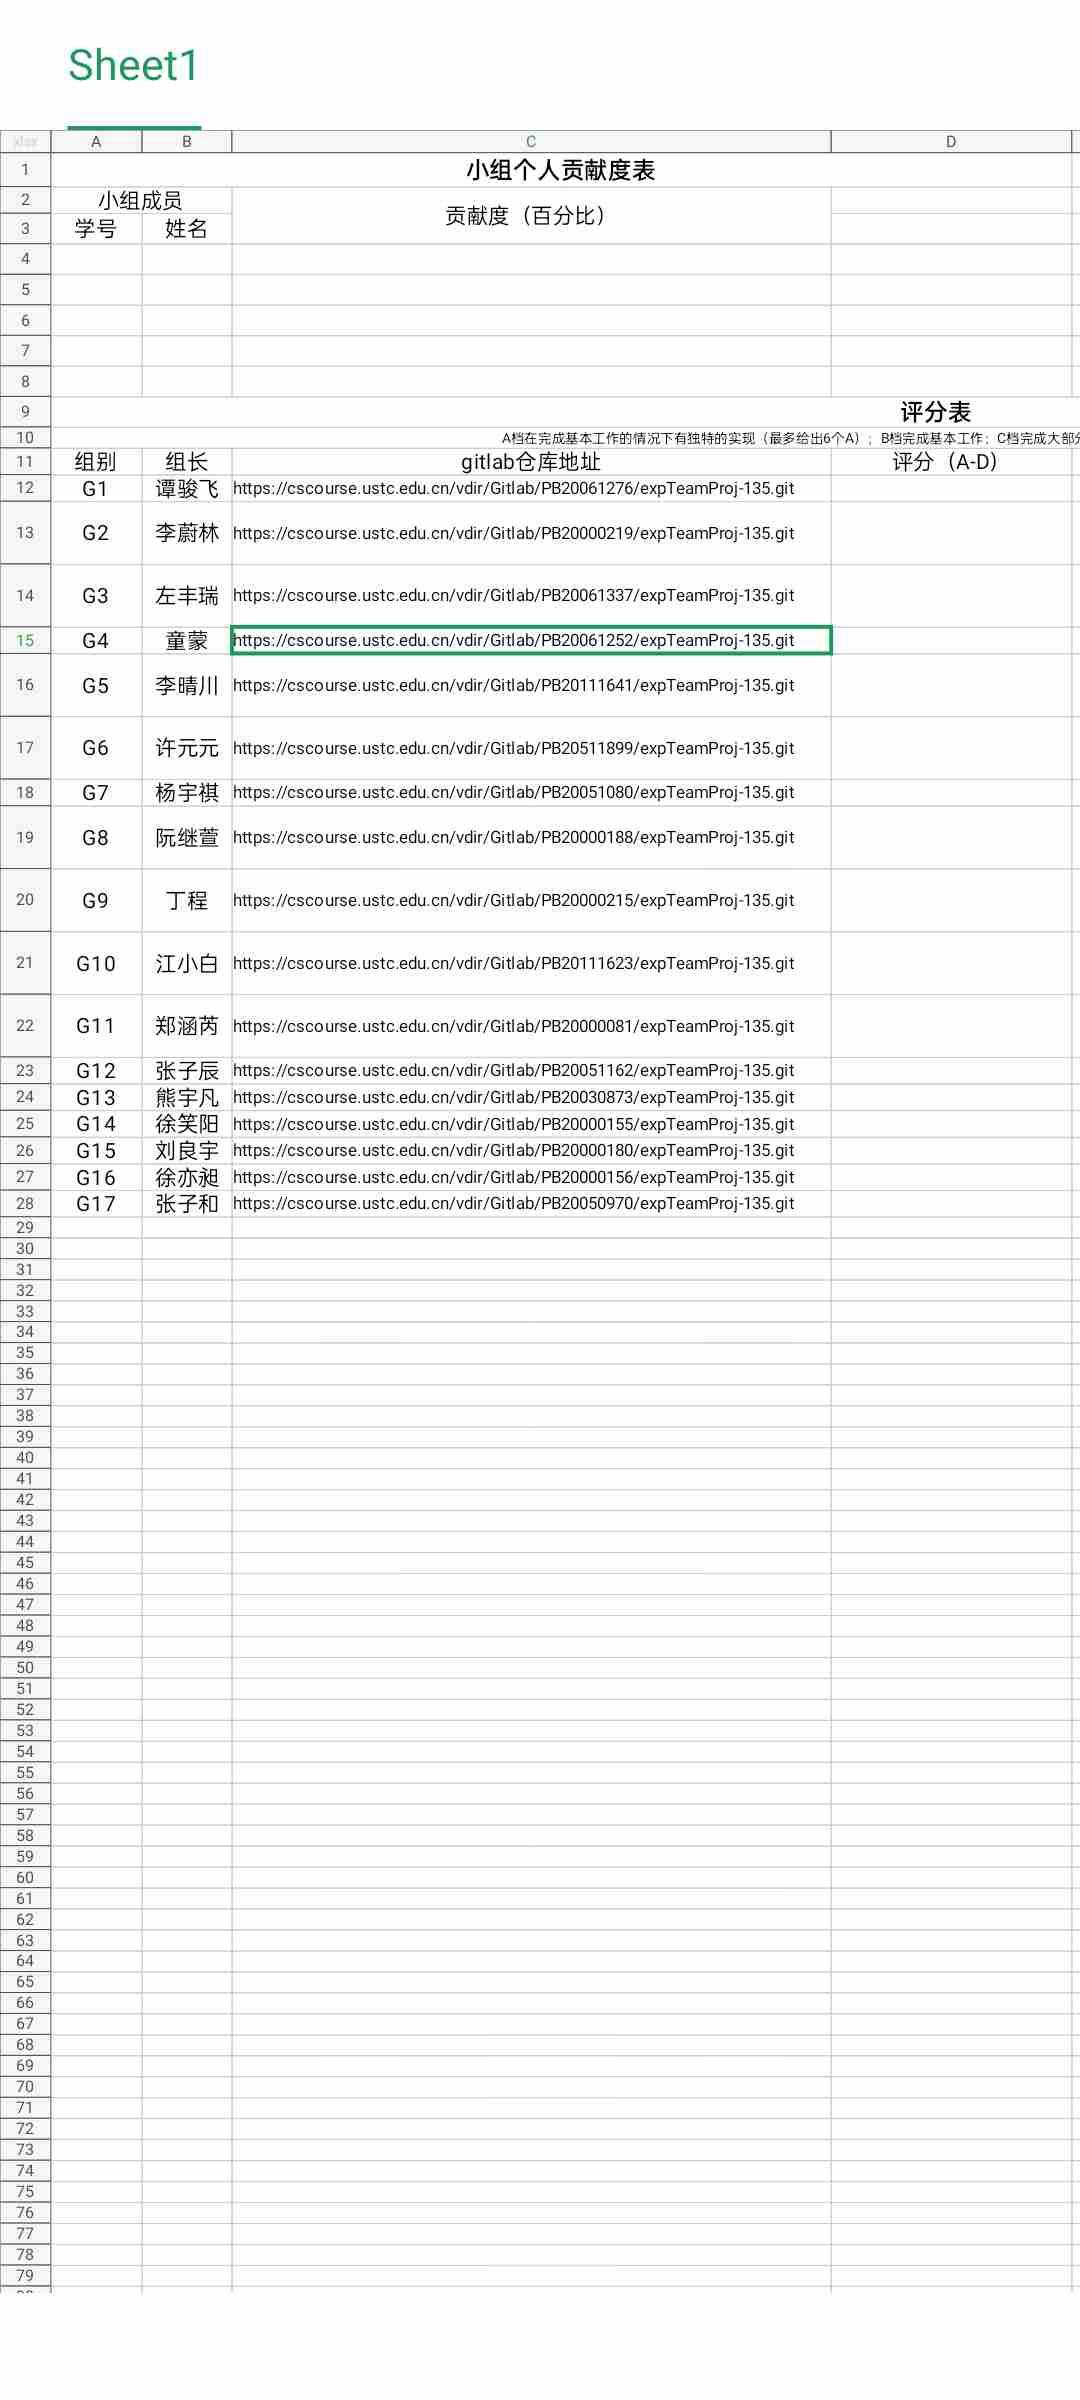 Sheet1
xlsx A B C D
1 小组个人贡献度表
2 小组成员 贡献度（百分比）
3 学号 姓名
4
5
6
7
8
9 评分表
10 A档在完成基本工作的情况下有独特的实现（最多给出6个A）；B档完成基本工作；C档完成大部
11 组别 组长 gitlab仓库地址 评分（A-D）
12 G1 谭骏飞 https://cscourse.ustc.edu.cn/vdir/Gitlab/PB20061276/expTeamProj-135.git
13 G2 李蔚林 https://cscourse.ustc.edu.cn/vdir/Gitlab/PB20000219/expTeamProj-135.git
14 G3 左丰瑞 https://cscourse.ustc.edu.cn/vdir/Gitlab/PB20061337/expTeamProj-135.git
15 G4 童蒙 https://cscourse.ustc.edu.cn/vdir/Gitlab/PB20061252/expTeamProj-135.git
16 G5 李晴川 https://cscourse.ustc.edu.cn/vdir/Gitlab/PB20111641/expTeamProj-135.git
17 G6 许元元 https://cscourse.ustc.edu.cn/vdir/Gitlab/PB20511899/expTeamProj-135.git
18 G7 杨宇祺 https://cscourse.ustc.edu.cn/vdir/Gitlab/PB20051080/expTeamProj-135.git
19 G8 阮继萱 https://cscourse.ustc.edu.cn/vdir/Gitlab/PB20000188/expTeamProj-135.git
20 G9 丁程 https://cscourse.ustc.edu.cn/vdir/Gitlab/PB20000215/expTeamProj-135.git
21 G10 江小白 https://cscourse.ustc.edu.cn/vdir/Gitlab/PB20111623/expTeamProj-135.git
22 G11 郑涵芮 https://cscourse.ustc.edu.cn/vdir/Gitlab/PB20000081/expTeamProj-135.git
23 G12 张子辰 https://cscourse.ustc.edu.cn/vdir/Gitlab/PB20051162/expTeamProj-135.git
24 G13 熊宇凡 https://cscourse.ustc.edu.cn/vdir/Gitlab/PB20030873/expTeamProj-135.git
25 G14 徐笑阳 https://cscourse.ustc.edu.cn/vdir/Gitlab/PB20000155/expTeamProj-135.git
26 G15 刘良宇 https://cscourse.ustc.edu.cn/vdir/Gitlab/PB20000180/expTeamProj-135.git
27 G16 徐亦昶 https://cscourse.ustc.edu.cn/vdir/Gitlab/PB20000156/expTeamProj-135.git
28 G17 张子和 https://cscourse.ustc.edu.cn/vdir/Gitlab/PB20050970/expTeamProj-135.git
29
30
31
32
33
34
35
36
37
38
39
40
41
42
43
44
45
46
47
48
49
50
51
52
53
54
55
56
57
58
59
60
61
62
63
64
65
66
67
68
69
70
71
72
73
74
75
76
77
78
79